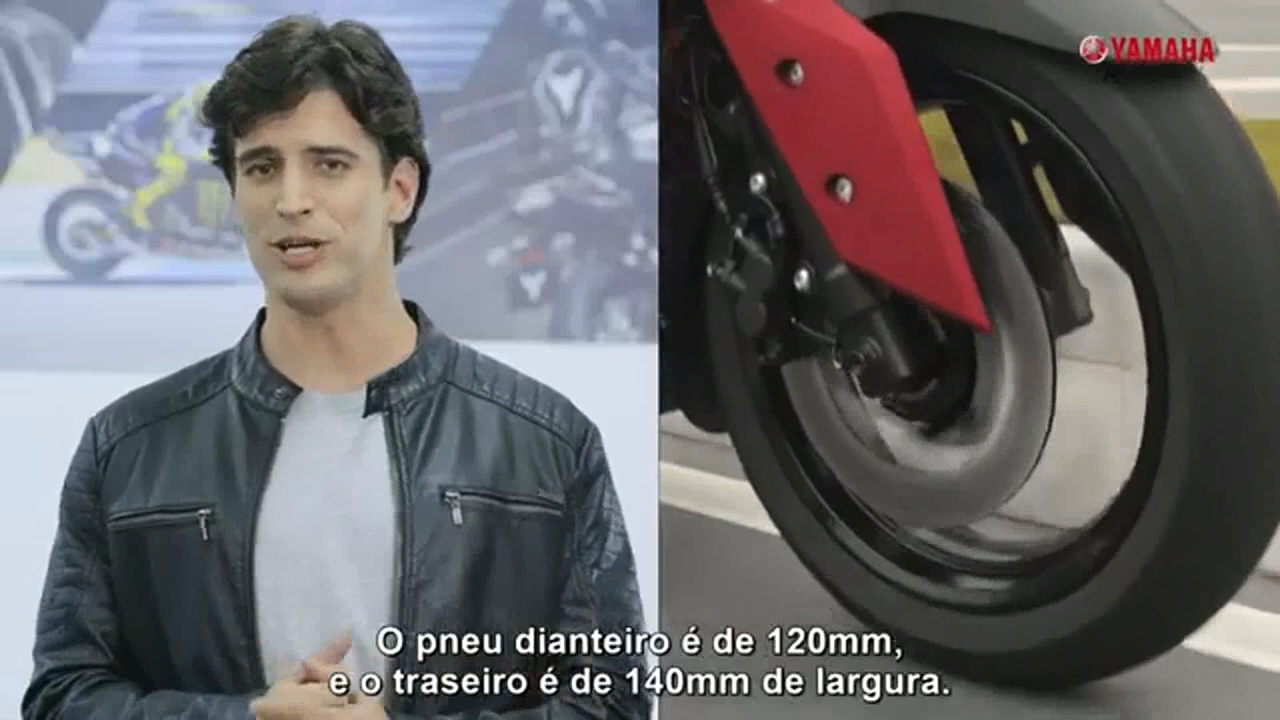 YAMAHA
O pneu dianteiro é de 120mm,
e o traseiro é de 140mm de largura.